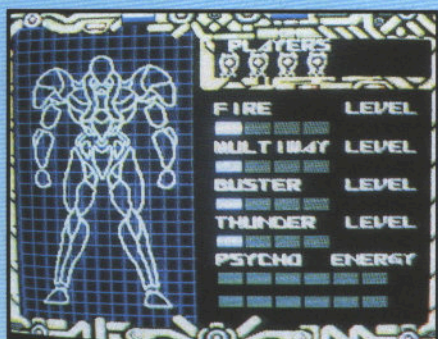 PLAYERS
FIRE LEVEL
MULTIWAY LEVEL
BUSTER LEVEL
THUNDER LEVEL
PSYCHO ENERGY